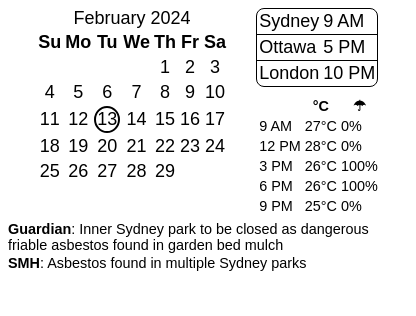 February 2024
Su Mo Tu We Th Fr Sa
1 2 3
4 5 6 7 8 9 10
11 12 13 14 15 16 17
18 19 20 21 22 23 24
25 26 27 28 29
Sydney 9 AM
Ottawa 5 PM
London 10 PM
°C ☂
9 AM 27°C 0%
12 PM 28°C 0%
3 PM 26°C 100%
6 PM 26°C 100%
9 PM 25°C 0%
Guardian: Inner Sydney park to be closed as dangerous
friable asbestos found in garden bed mulch
SMH: Asbestos found in multiple Sydney parks